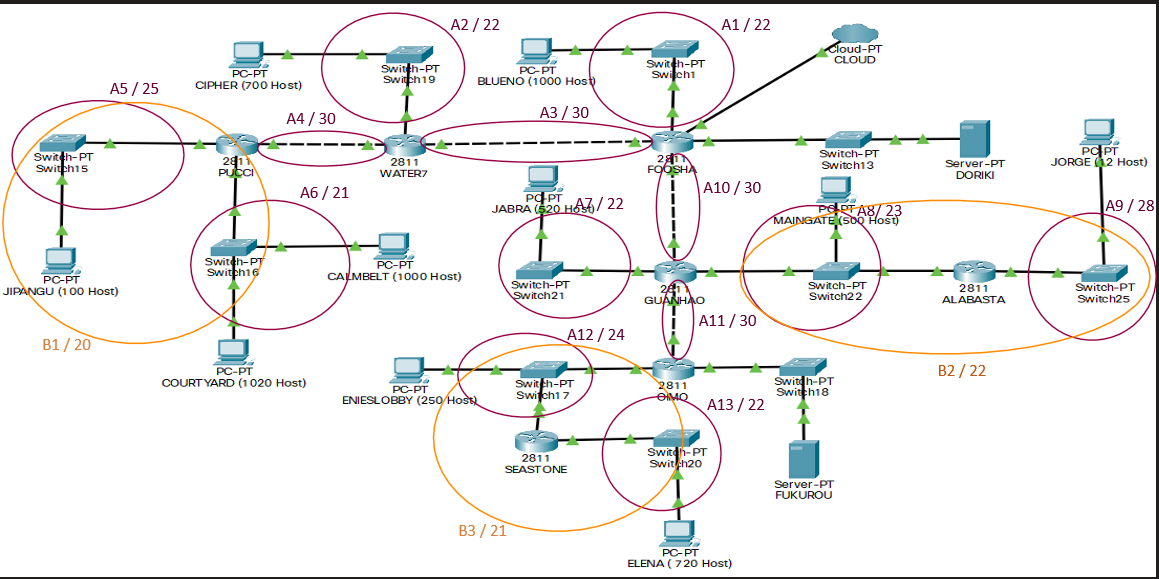 A2 / 22
A1 / 22
PC-PT
CIPHER (700 Host)
Switch-PT
Switch19
PC-PT
BLUENO (1000 Host)
Switch-PT
Switch1
Cloud-PT
CLOUD
A5 / 25
A4 / 30
A3 / 30
Switch-PT
Switch15
2811
PUCCI
2811
WATER7
2811
FOOSHA
Switch-PT
Switch13
Server-PT
DORIKI
PC-PT
JORGE (12 Host)
A6 / 21
PC-PT
JABRA (520 Host)
A7 / 22
A10 / 30
PC-PT
MAINGATE (500 Host)
A8/ 23
A9 / 28
Switch-PT
Switch16
PC-PT
CALMBELT (1000 Host)
PC-PT
JIPANGU (100 Host)
Switch-PT
Switch21
2811
GUANHAO
Switch-PT
Switch22
2811
ALABASTA
Switch-PT
Switch25
A11 / 30
B1 / 20
A12 / 24
B2 / 22
PC-PT
COURTYARD (1020 Host)
PC-PT
ENIESLOBBY (250 Host)
Switch-PT
Switch17
2811
OIMO
Switch-PT
Switch18
A13 / 22
2811
SEASTONE
Switch-PT
Switch20
Server-PT
FUKUROU
B3 / 21
PC-PT
ELENA ( 720 Host)